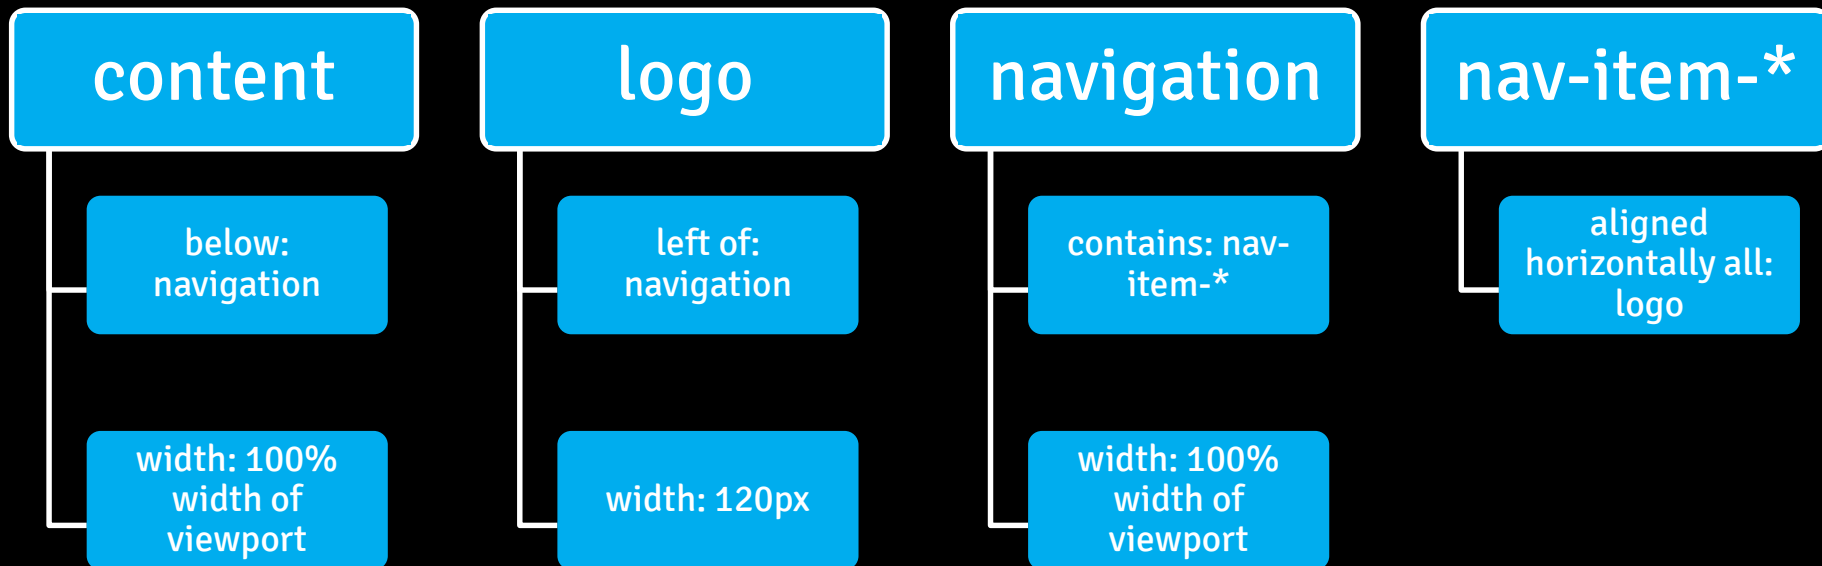 content
below:
navigation
width: 100%
width of
viewport
logo
left of:
navigation
width: 120px
navigation
contains: nav-
item-*
width: 100%
width of
viewport
nav-item-*
aligned
horizontally all:
logo